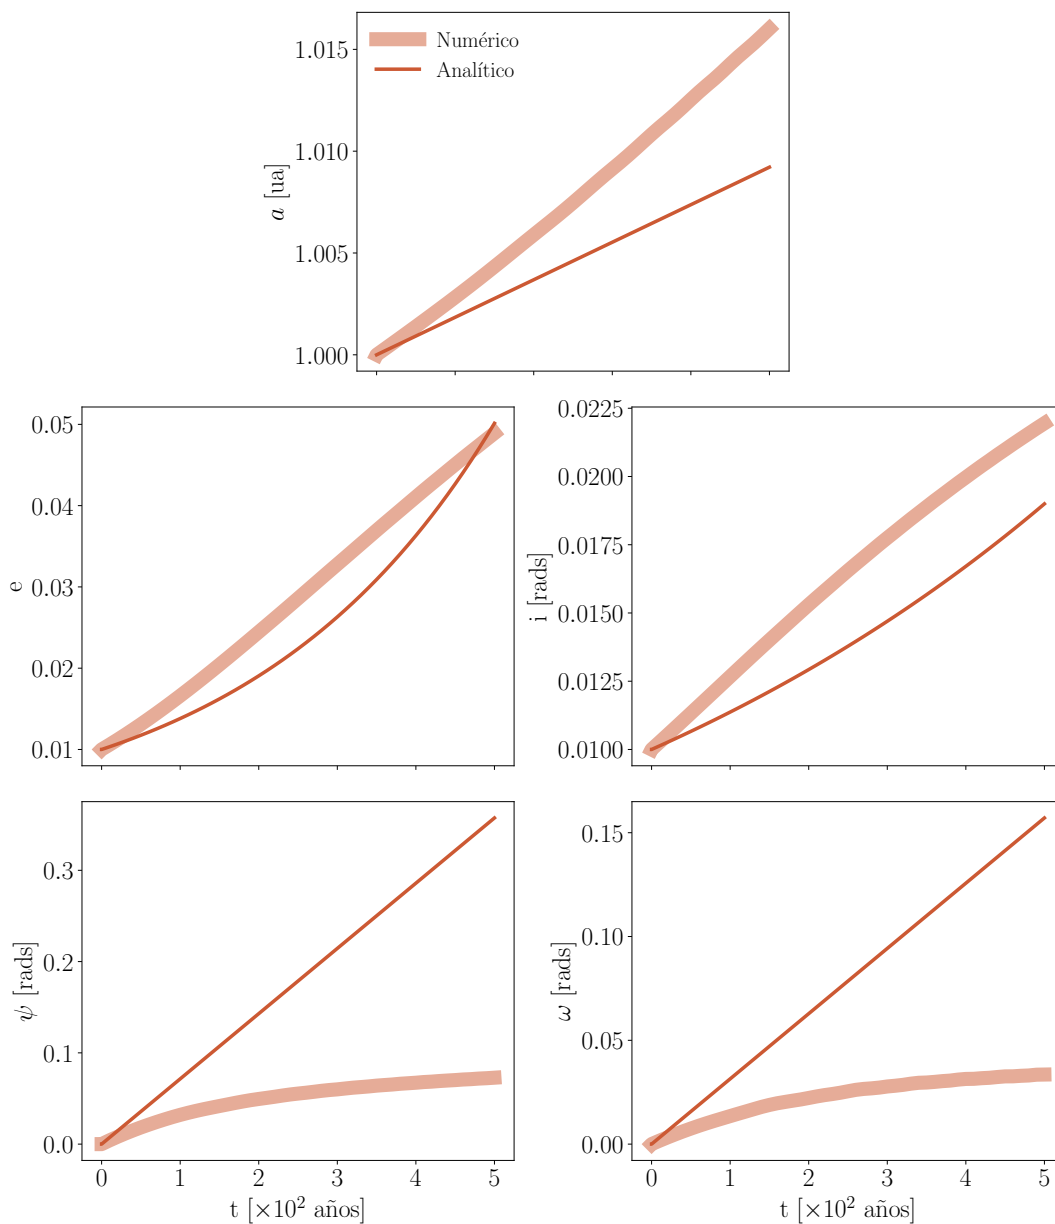 1.015
1.010
1.005
1.000
a [ua]
Numérico
Analítico
0.05
0.04
0.03
0.02
0.01
e
0.0225
0.0200
0.0175
0.0150
0.0125
0.0100
i [rads]
0.3
0.2
0.1
0.0
ψ [rads]
0 1 2 3 4 5
t [×10² años]
0.15
0.10
0.05
0.00
ω [rads]
0 1 2 3 4 5
t [×10² años]